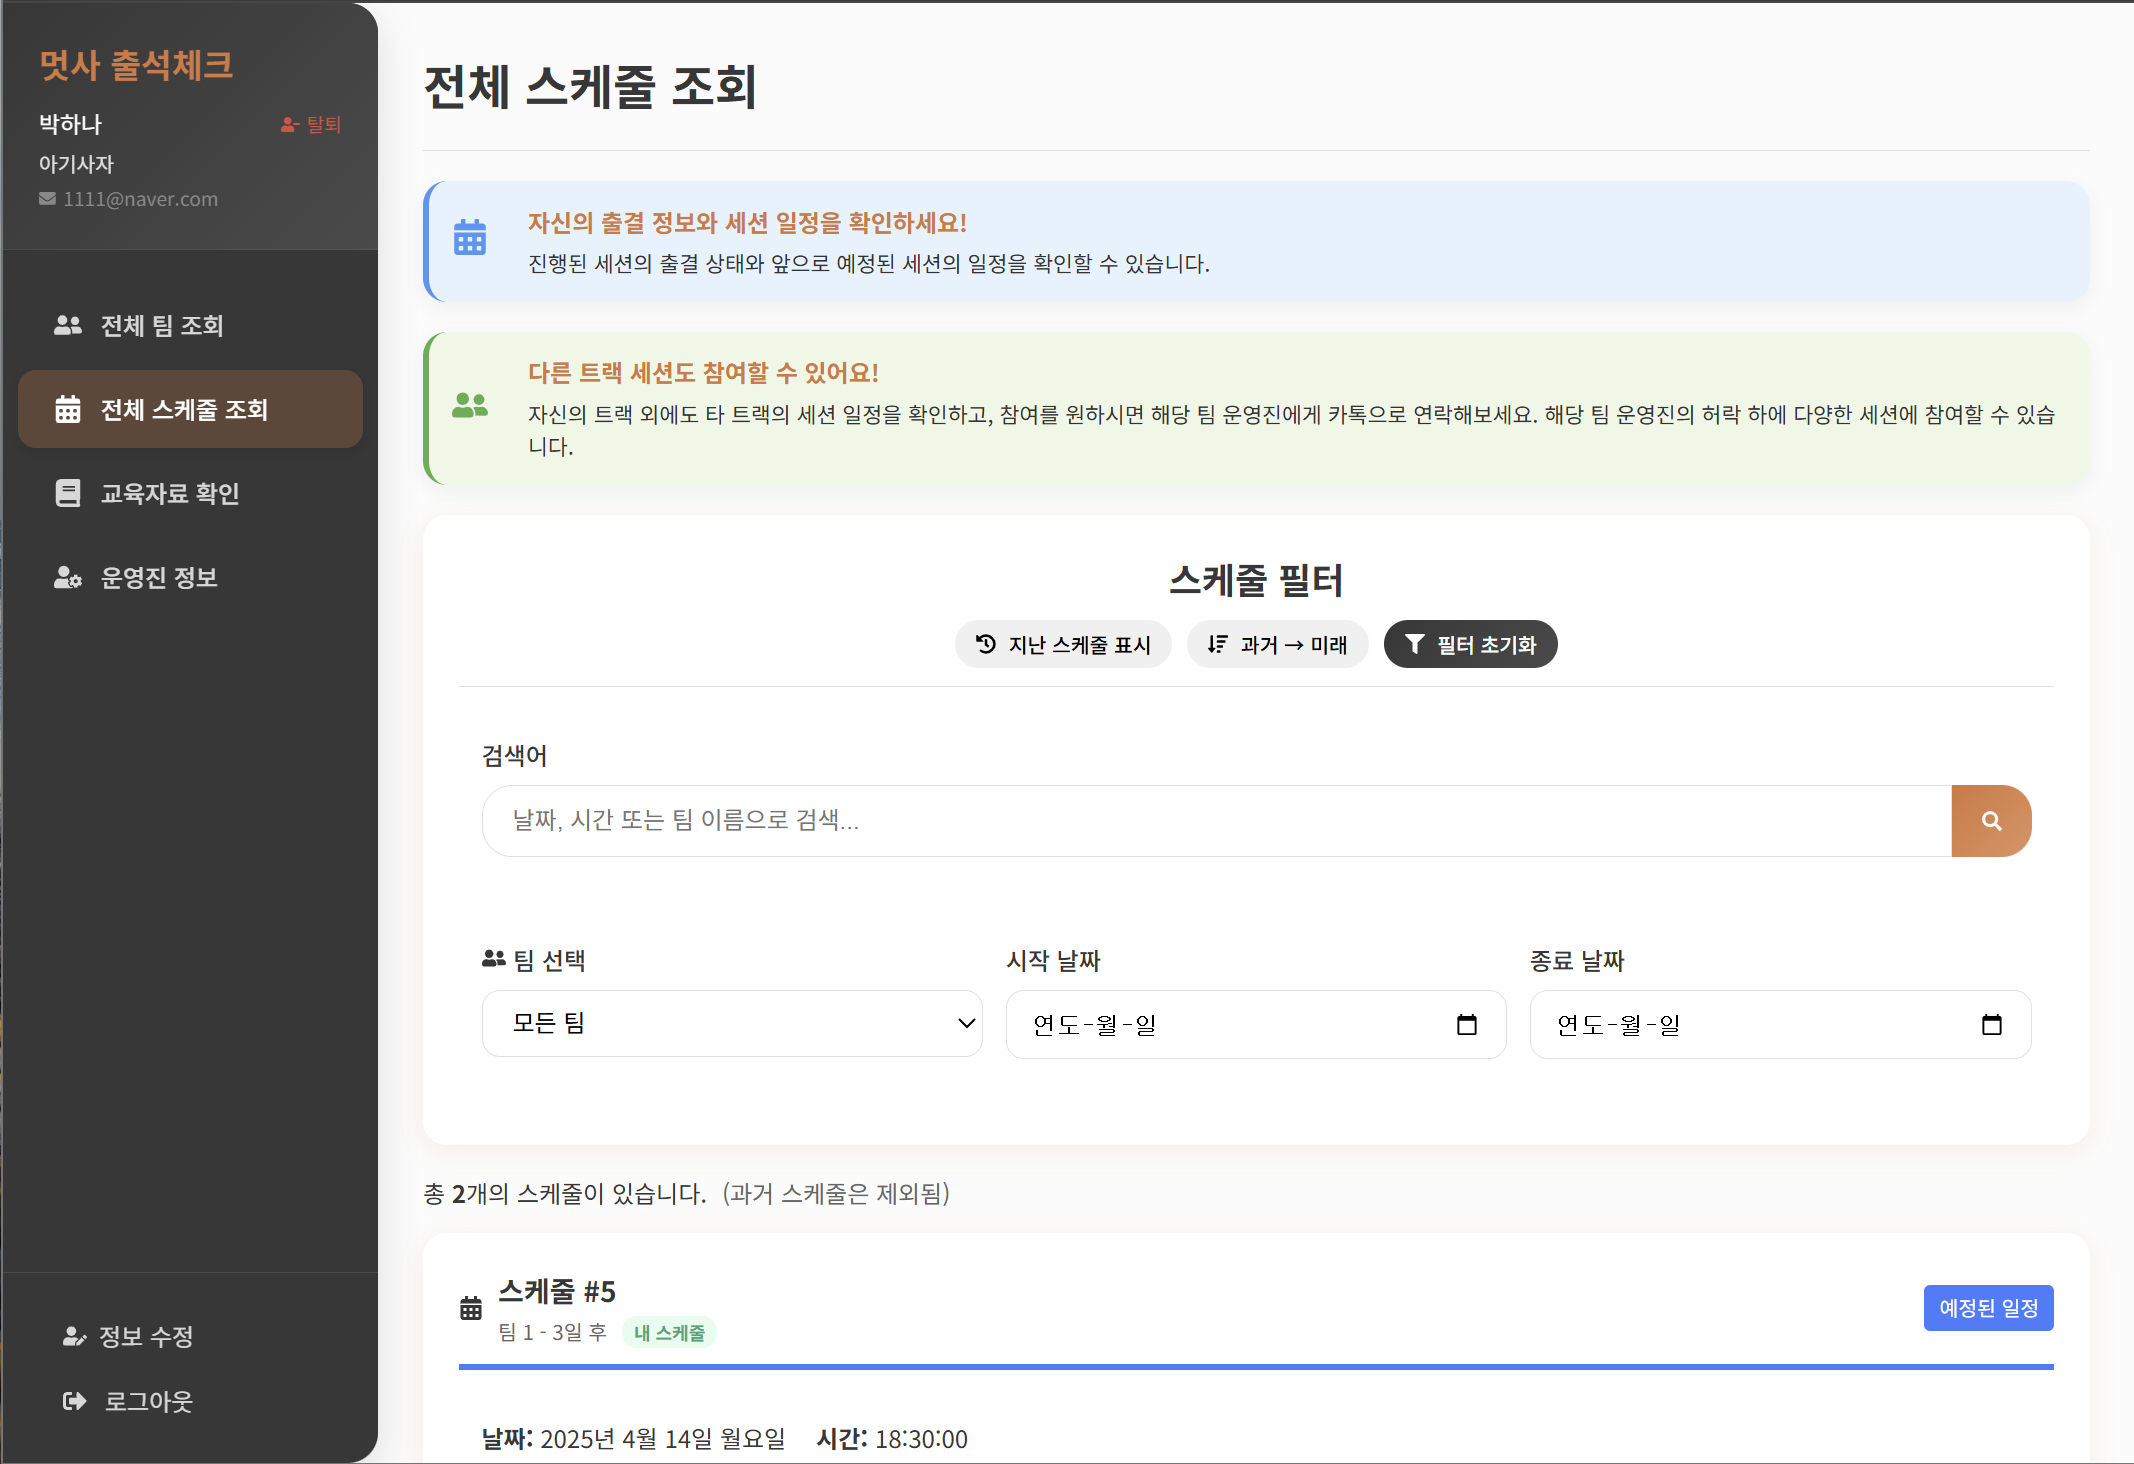 멋사 출석체크
박하나
탈퇴
아기사자
1111@naver.com
전체 팀 조회
전체 스케줄 조회
교육자료 확인
운영진 정보
정보 수정
로그아웃
전체 스케줄 조회
자신의 출결 정보와 세션 일정을 확인하세요!
진행된 세션의 출결 상태와 앞으로 예정된 세션의 일정을 확인할 수 있습니다.
다른 트랙 세션도 참여할 수 있어요!
자신의 트랙 외에도 타 트랙의 세션 일정을 확인하고, 참여를 원하시면 해당 팀 운영진에게 카톡으로 연락해보세요. 해당 팀 운영진의 허락 하에 다양한 세션에 참여할 수 있습
니다.
스케줄 필터
지난 스케줄 표시
과거 → 미래
필터 초기화
검색어
날짜, 시간 또는 팀 이름으로 검색...
팀 선택
모든 팀
시작 날짜
연도-월-일
종료 날짜
연도-월-일
총 2개의 스케줄이 있습니다. (과거 스케줄은 제외됨)
스케줄 #5
팀 1 - 3일 후 내 스케줄
예정된 일정
날짜: 2025년 4월 14일 월요일 시간: 18:30:00